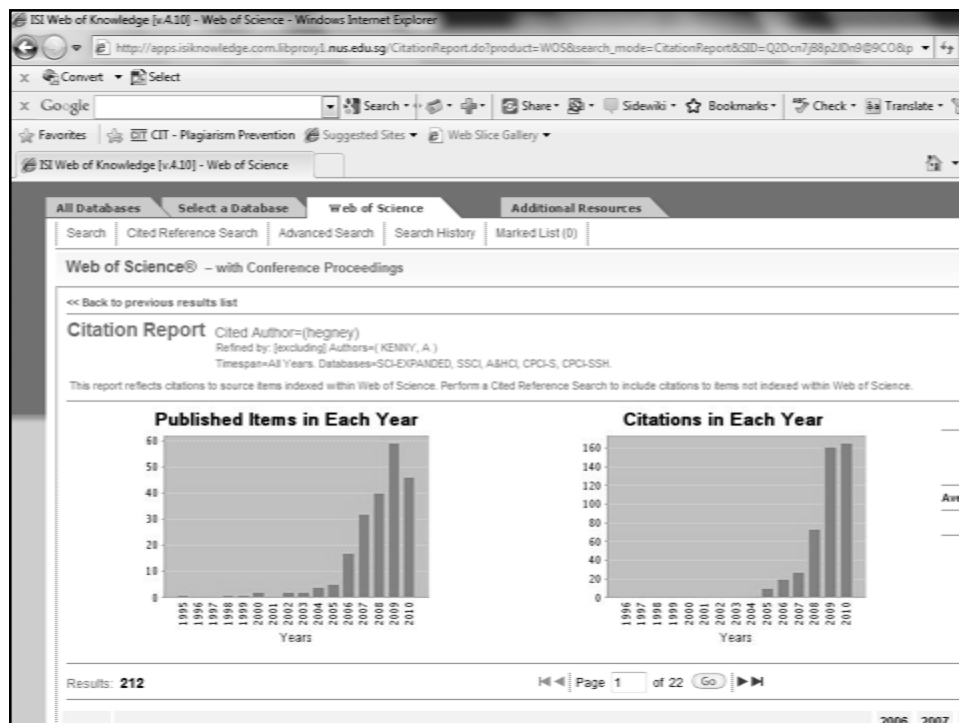 ISI Web of Knowledge [v.4.10] - Web of Science - Windows Internet Explorer
http://apps.isiknowledge.com.libproxy1.nus.edu.sg/CitationReport.do?product=WOS&search_mode=CitationReport&SID=
x Convert Select
x Google Search Share Sidewiki Bookmarks Check Translate
Favorites CIT CIT - Plagiarism Prevention Suggested Sites Web Slice Gallery
ISI Web of Knowledge [v.4.10] - Web of Science
All Databases Select a Database Web of Science Additional Resources
Search Cited Reference Search Advanced Search Search History Marked List (0)
Web of Science® – with Conference Proceedings
<< Back to previous results list
Citation Report Cited Author=(hegney)
Refined by: [excluding] Authors=( KENNY, A )
Timespan=All Years. Databases=SCI-EXPANDED, SSCI, A&HCI, CPCI-S, CPCI-SSH.
This report reflects citations to source items indexed within Web of Science. Perform a Cited Reference Search to include citations to items not indexed within Web of Science.
Published Items in Each Year
60
50
40
30
20
10
0
1995 1996 1997 1998 1999 2000 2001 2002 2003 2004 2005 2006 2007 2008 2009 2010
Years
Citations in Each Year
160
140
120
100
80
60
40
20
0
1996 1997 1998 1999 2000 2001 2002 2003 2004 2005 2006 2007 2008 2009 2010
Years
Ave
Results: 212 Page 1 of 22 Go
2006 2007